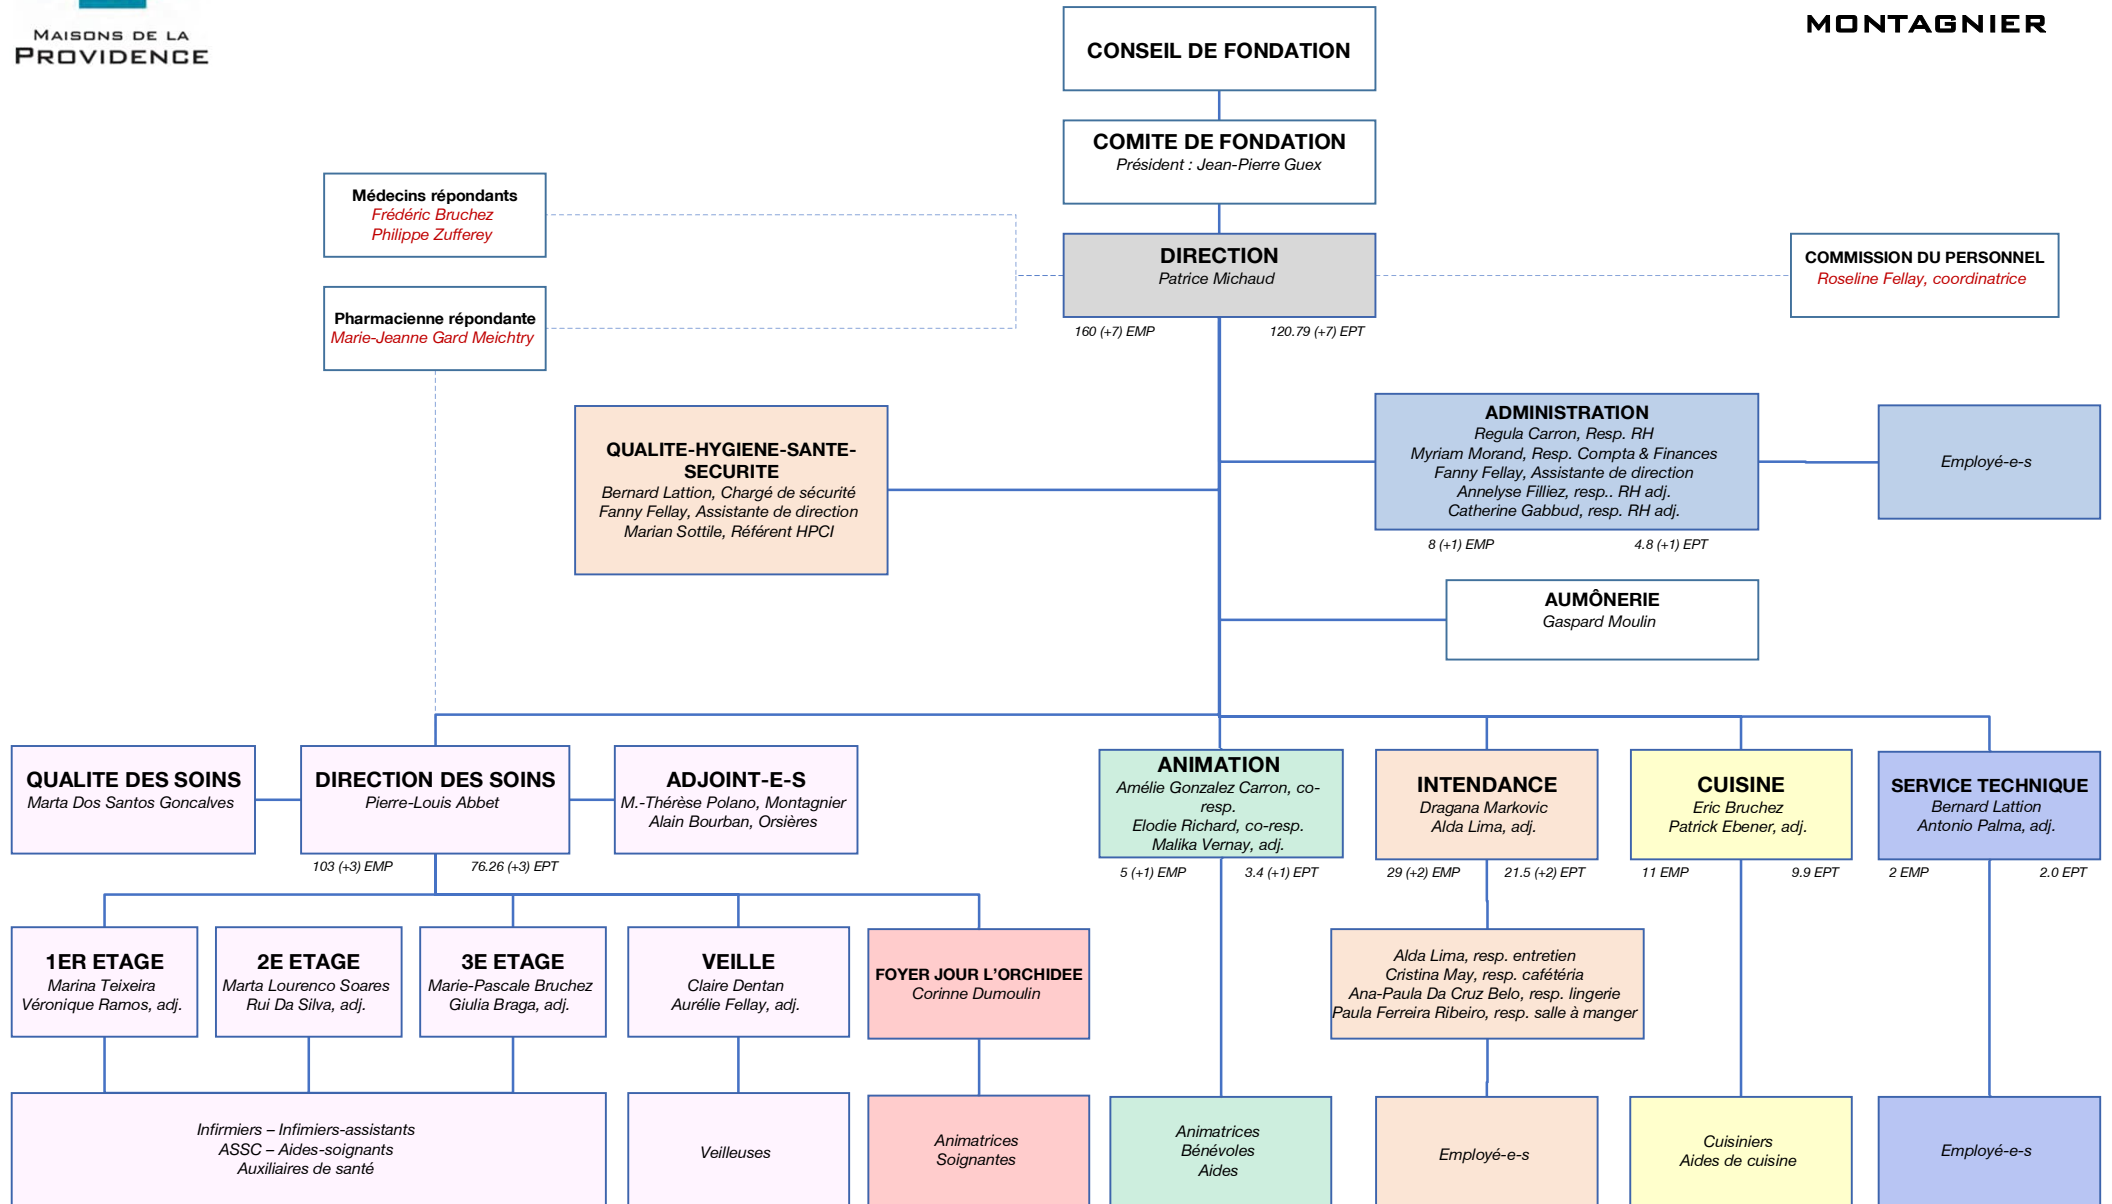 MAISONS DE LA
PROVIDENCE
MONTAGNIER
CONSEIL DE FONDATION
COMITE DE FONDATION
Président : Jean-Pierre Guex
Médecins répondants
Frédéric Bruchez
Philippe Zufferey
DIRECTION
Patrice Michaud
COMMISSION DU PERSONNEL
Roseline Fellay, coordinatrice
Pharmacienne répondante
Marie-Jeanne Gard Meichtry
160 (+7) EMP
120.79 (+7) EPT
QUALITE-HYGIENE-SANTE-
SECURITE
Bernard Lattion, Chargé de sécurité
Fanny Fellay, Assistante de direction
Marian Sottile, Référent HPCI
ADMINISTRATION
Regula Carron, Resp. RH
Myriam Morand, Resp. Compta & Finances
Fanny Fellay, Assistante de direction
Annelyse Filliez, resp.. RH adj.
Catherine Gabbud, resp. RH adj.
Employé-e-s
8 (+1) EMP
4.8 (+1) EPT
AUMÔNERIE
Gaspard Moulin
QUALITE DES SOINS
Marta Dos Santos Goncalves
DIRECTION DES SOINS
Pierre-Louis Abbet
ADJOINT-E-S
M.-Thérèse Polano, Montagnier
Alain Bourban, Orsières
ANIMATION
Amélie Gonzalez Carron, co-
resp.
Elodie Richard, co-resp.
Malika Vernay, adj.
INTENDANCE
Dragana Markovic
Alda Lima, adj.
CUISINE
Eric Bruchez
Patrick Ebener, adj.
SERVICE TECHNIQUE
Bernard Lattion
Antonio Palma, adj.
103 (+3) EMP
76.26 (+3) EPT
5 (+1) EMP
3.4 (+1) EPT
29 (+2) EMP
21.5 (+2) EPT
11 EMP
9.9 EPT
2 EMP
2.0 EPT
1ER ETAGE
Marina Teixeira
Véronique Ramos, adj.
2E ETAGE
Marta Lourenco Soares
Rui Da Silva, adj.
3E ETAGE
Marie-Pascale Bruchez
Giulia Braga, adj.
VEILLE
Claire Dentan
Aurélie Fellay, adj.
FOYER JOUR L'ORCHIDEE
Corinne Dumoulin
Alda Lima, resp. entretien
Cristina May, resp. cafétéria
Ana-Paula Da Cruz Belo, resp. lingerie
Paula Ferreira Ribeiro, resp. salle à manger
Infirmiers – Infimiers-assistants
ASSC – Aides-soignants
Auxiliaires de santé
Veilleuses
Animatrices
Soignantes
Animatrices
Bénévoles
Aides
Employé-e-s
Cuisiniers
Aides de cuisine
Employé-e-s